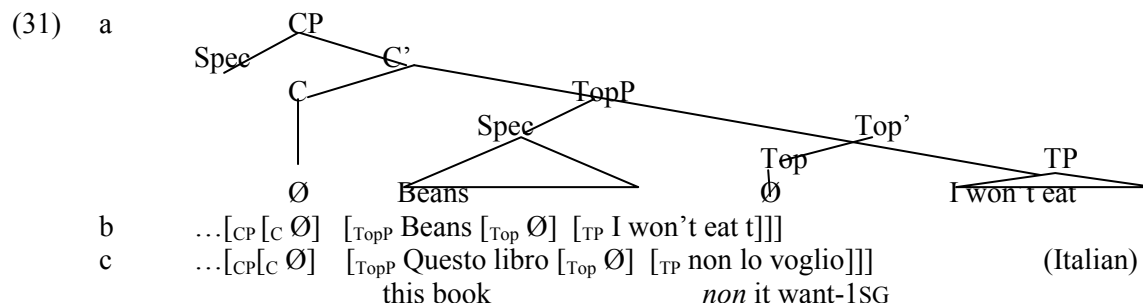 (31) a CP
Spec C’
C TopP
Spec Top’
Top TP
Ø Beans Ø I won’t eat
b …[CP [C Ø] [TopP Beans [Top Ø] [TP I won’t eat t]]]
c …[CP[C Ø] [TopP Questo libro [Top Ø] [TP non lo voglio]]] (Italian)
this book non it want-1SG